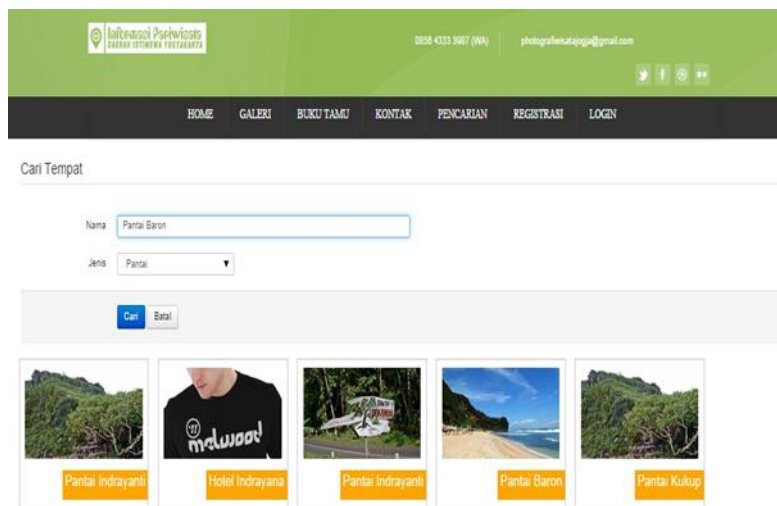 Informasi Pariwisata
DAERAH ISTIMEWA YOGYAKARTA
0856 4333 3987 (WA)
photografiwisatajogja@gmail.com
HOME GALERI BUKU TAMU KONTAK PENCARIAN REGISTRASI LOGIN
Cari Tempat
Nama Pantai Baron
Jenis Pantai
Cari Batal
Pantai Indrayanti Hotel Indrayana Pantai Indrayanti Pantai Baron Pantai Kukup